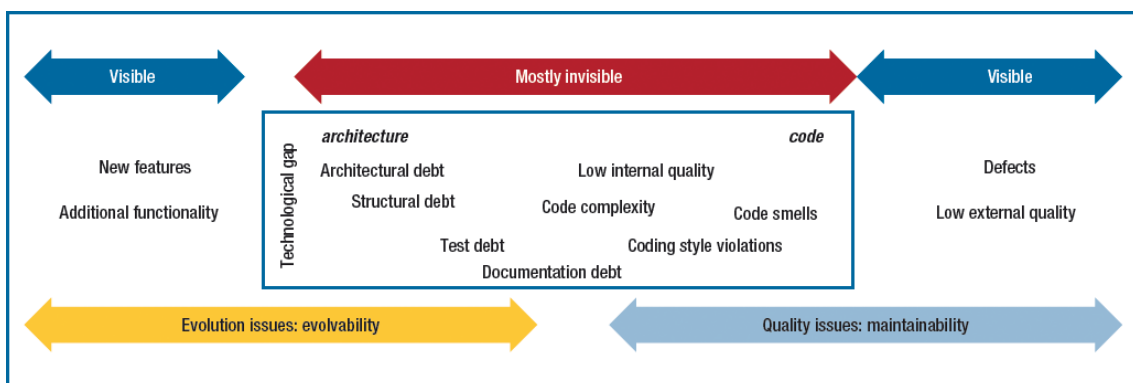 Visible
Mostly invisible
Visible
Technological gap
architecture
code
New features
Architectural debt
Low internal quality
Defects
Additional functionality
Structural debt
Code complexity
Code smells
Low external quality
Test debt
Coding style violations
Documentation debt
Evolution issues: evolvability
Quality issues: maintainability